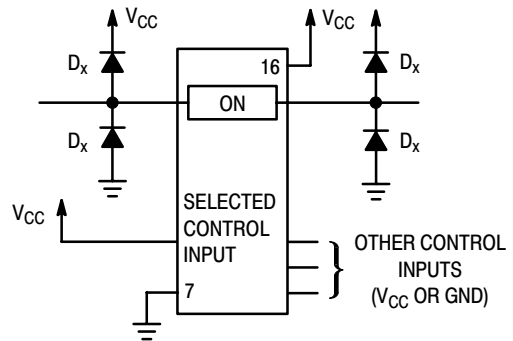 VCC
VCC
Dx
16
Dx
ON
Dx
Dx
VCC
SELECTED
CONTROL
INPUT
OTHER CONTROL
INPUTS
(VCC OR GND)
7